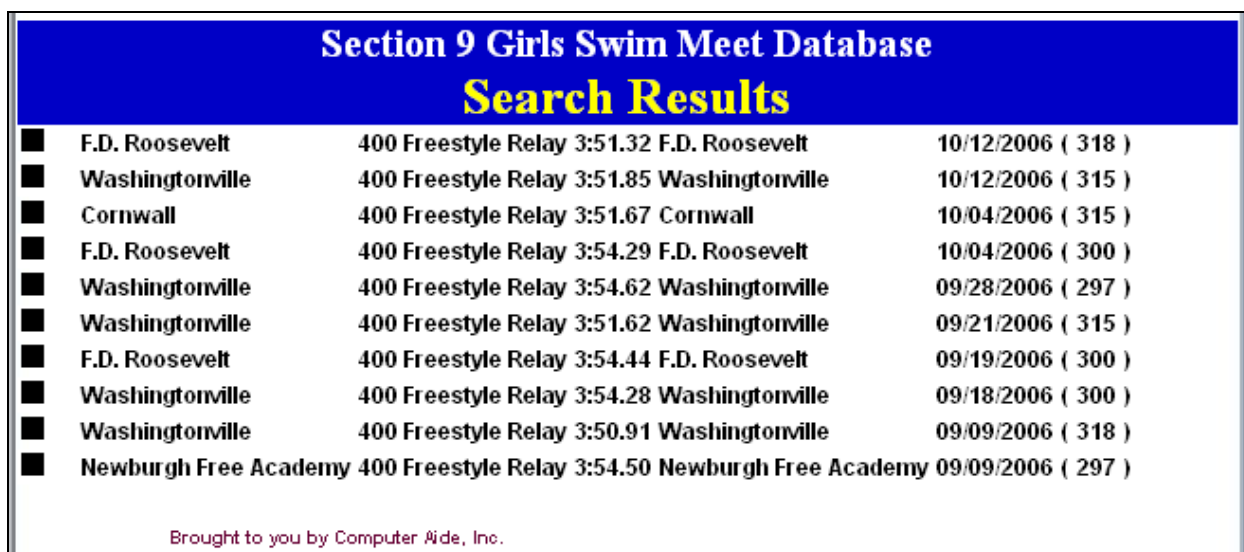 Section 9 Girls Swim Meet Database
Search Results
F.D. Roosevelt 400 Freestyle Relay 3:51.32 F.D. Roosevelt 10/12/2006 ( 318 )
Washingtonville 400 Freestyle Relay 3:51.85 Washingtonville 10/12/2006 ( 315 )
Cornwall 400 Freestyle Relay 3:51.67 Cornwall 10/04/2006 ( 315 )
F.D. Roosevelt 400 Freestyle Relay 3:54.29 F.D. Roosevelt 10/04/2006 ( 300 )
Washingtonville 400 Freestyle Relay 3:54.62 Washingtonville 09/28/2006 ( 297 )
Washingtonville 400 Freestyle Relay 3:51.62 Washingtonville 09/21/2006 ( 315 )
F.D. Roosevelt 400 Freestyle Relay 3:54.44 F.D. Roosevelt 09/19/2006 ( 300 )
Washingtonville 400 Freestyle Relay 3:54.28 Washingtonville 09/18/2006 ( 300 )
Washingtonville 400 Freestyle Relay 3:50.91 Washingtonville 09/09/2006 ( 318 )
Newburgh Free Academy 400 Freestyle Relay 3:54.50 Newburgh Free Academy 09/09/2006 ( 297 )
Brought to you by Computer Aide, Inc.